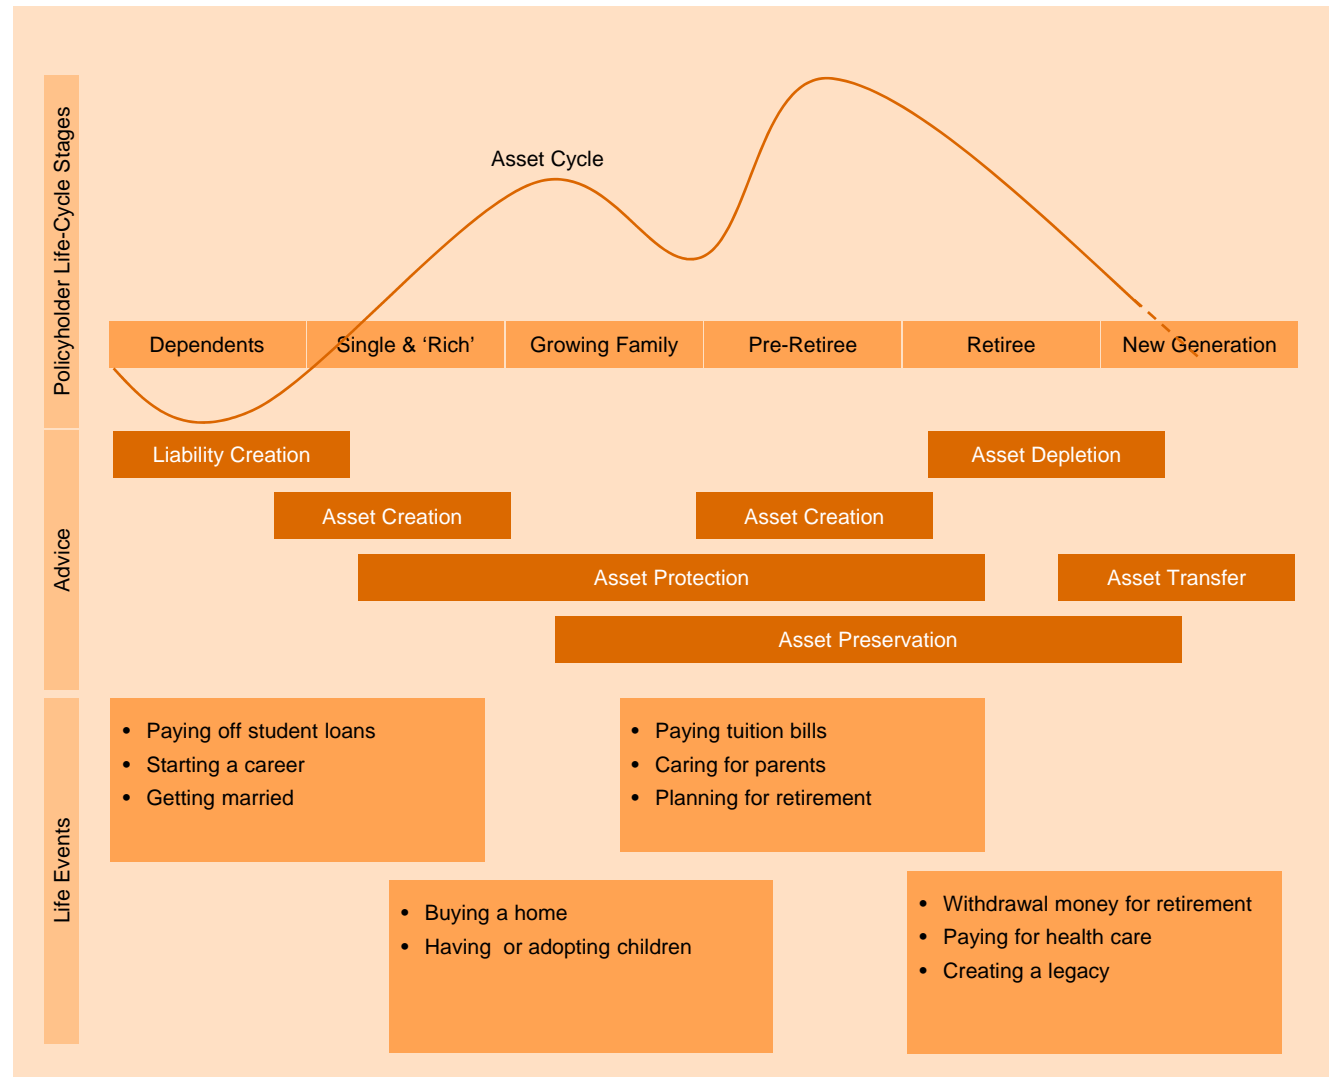 Policyholder Life-Cycle Stages
Asset Cycle
Dependents
Single & ‘Rich’
Growing Family
Pre-Retiree
Retiree
New Generation
Advice
Liability Creation
Asset Depletion
Asset Creation
Asset Creation
Asset Protection
Asset Transfer
Asset Preservation
Life Events
• Paying off student loans
• Starting a career
• Getting married
• Paying tuition bills
• Caring for parents
• Planning for retirement
• Buying a home
• Having  or adopting children
• Withdrawal money for retirement
• Paying for health care
• Creating a legacy